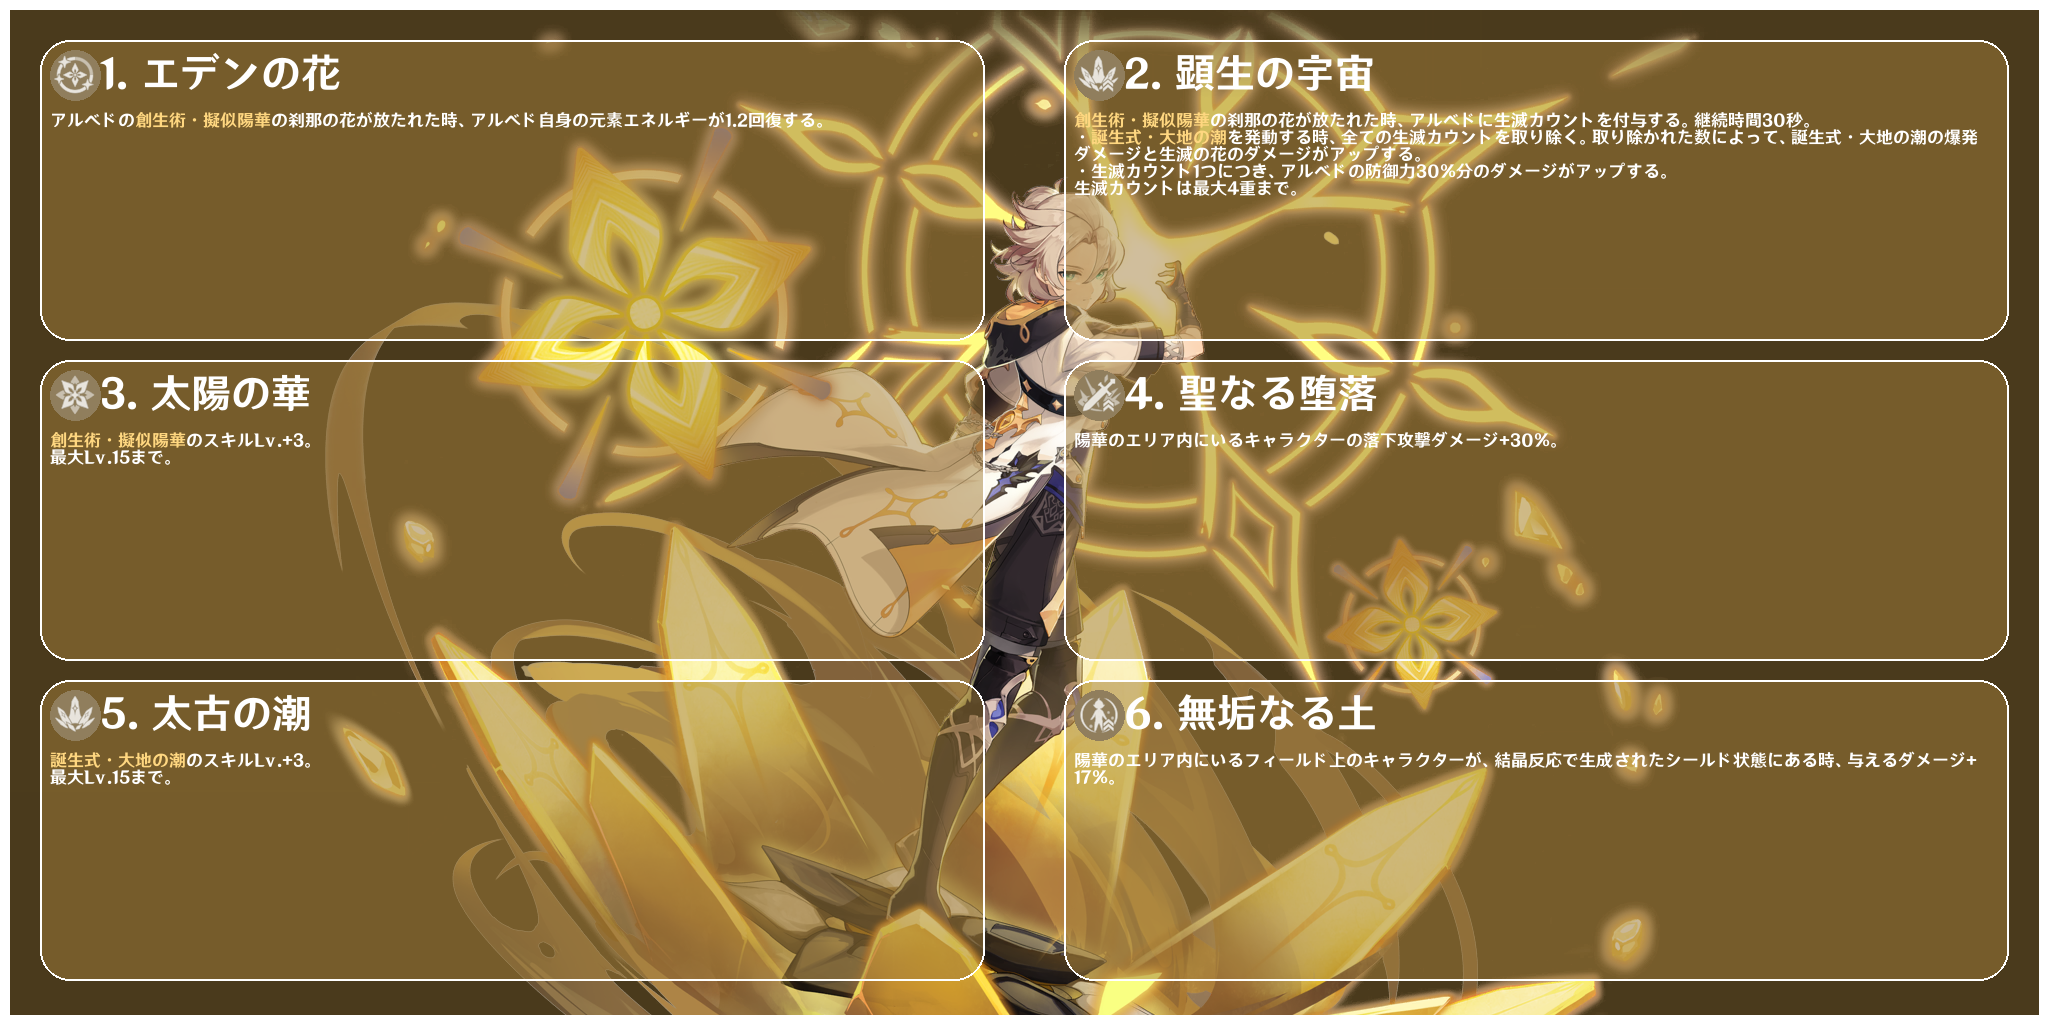 1. エデンの花
アルベドの創生術・擬似陽華の刹那の花が放たれた時、アルベド自身の元素エネルギーが1.2回復する。
2. 顕生の宇宙
創生術・擬似陽華の刹那の花が放たれた時、アルベドに生滅カウントを付与する。継続時間30秒。
・誕生式・大地の潮を発動する時、全ての生滅カウントを取り除く。取り除かれた数によって、誕生式・大地の潮の爆発
ダメージと生滅の花のダメージがアップする。
・生滅カウント1つにつき、アルベドの防御力30%分のダメージがアップする。
生滅カウントは最大4重まで。
3. 太陽の華
創生術・擬似陽華のスキルLv.+3。
最大Lv.15まで。
4. 聖なる堕落
陽華のエリア内にいるキャラクターの落下攻撃ダメージ+30%。
5. 太古の潮
誕生式・大地の潮のスキルLv.+3。
最大Lv.15まで。
6. 無垢なる土
陽華のエリア内にいるフィールド上のキャラクターが、結晶反応で生成されたシールド状態にある時、与えるダメージ+
17%。